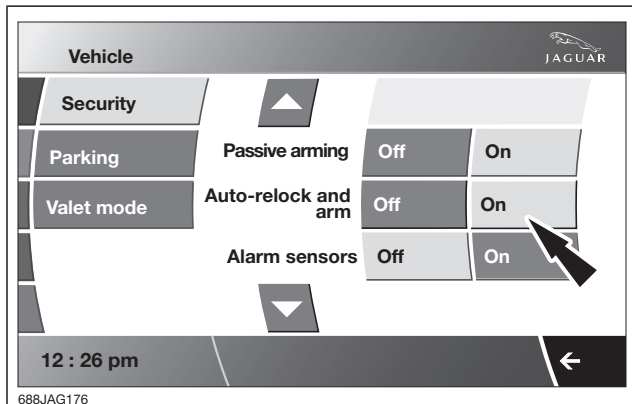 Vehicle
JAGUAR
Security
Parking
Valet mode
Passive arming Off On
Auto-relock and
arm Off On
Alarm sensors Off On
12 : 26 pm
688JAG176